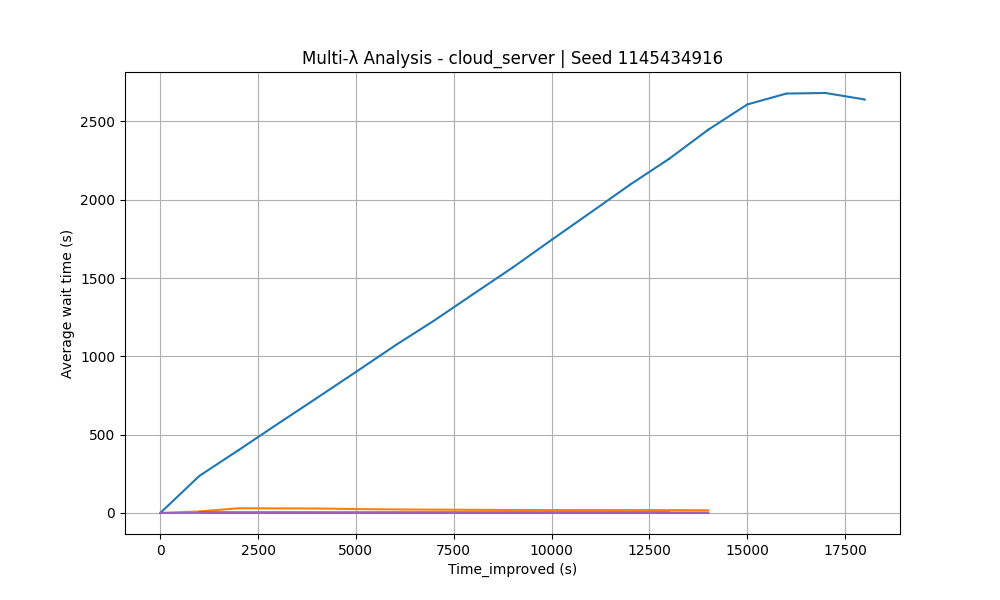 Multi-λ Analysis - cloud_server | Seed 1145434916
Average wait time (s)
2500
2000
1500
1000
500
0
0 2500 5000 7500 10000 12500 15000 17500
Time_improved (s)